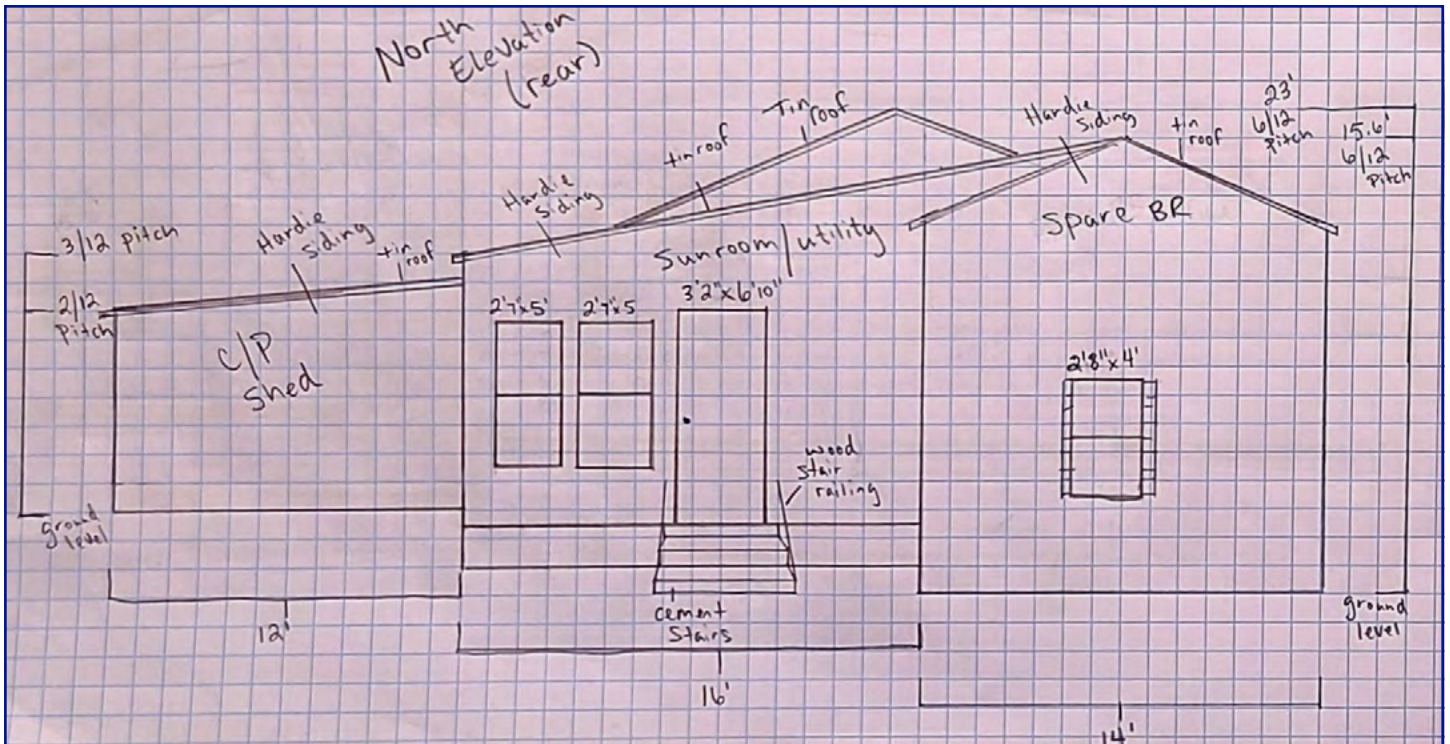 North
Elevation
(rear)
Tin
roof
tin roof
Hardie
Siding
tin
roof
23'
6/12
Pitch
15.6'
6/12
Pitch
Hardie
Siding
3/12 pitch
Hardie
Siding
tin
roof
2/12
Pitch
Sunroom/utility
Spare BR
2'7"x5'
2'7"x5
3'2"x6'10"
C/P
Shed
2'8"x4'
wood
Stair
railing
ground
level
cement
Stairs
ground
level
12'
16'
14'